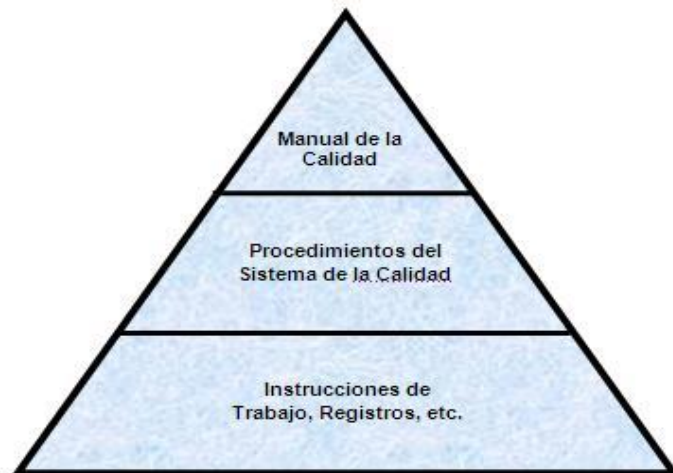 Manual de la
Calidad
Procedimientos del
Sistema de la Calidad
Instrucciones de
Trabajo, Registros, etc.